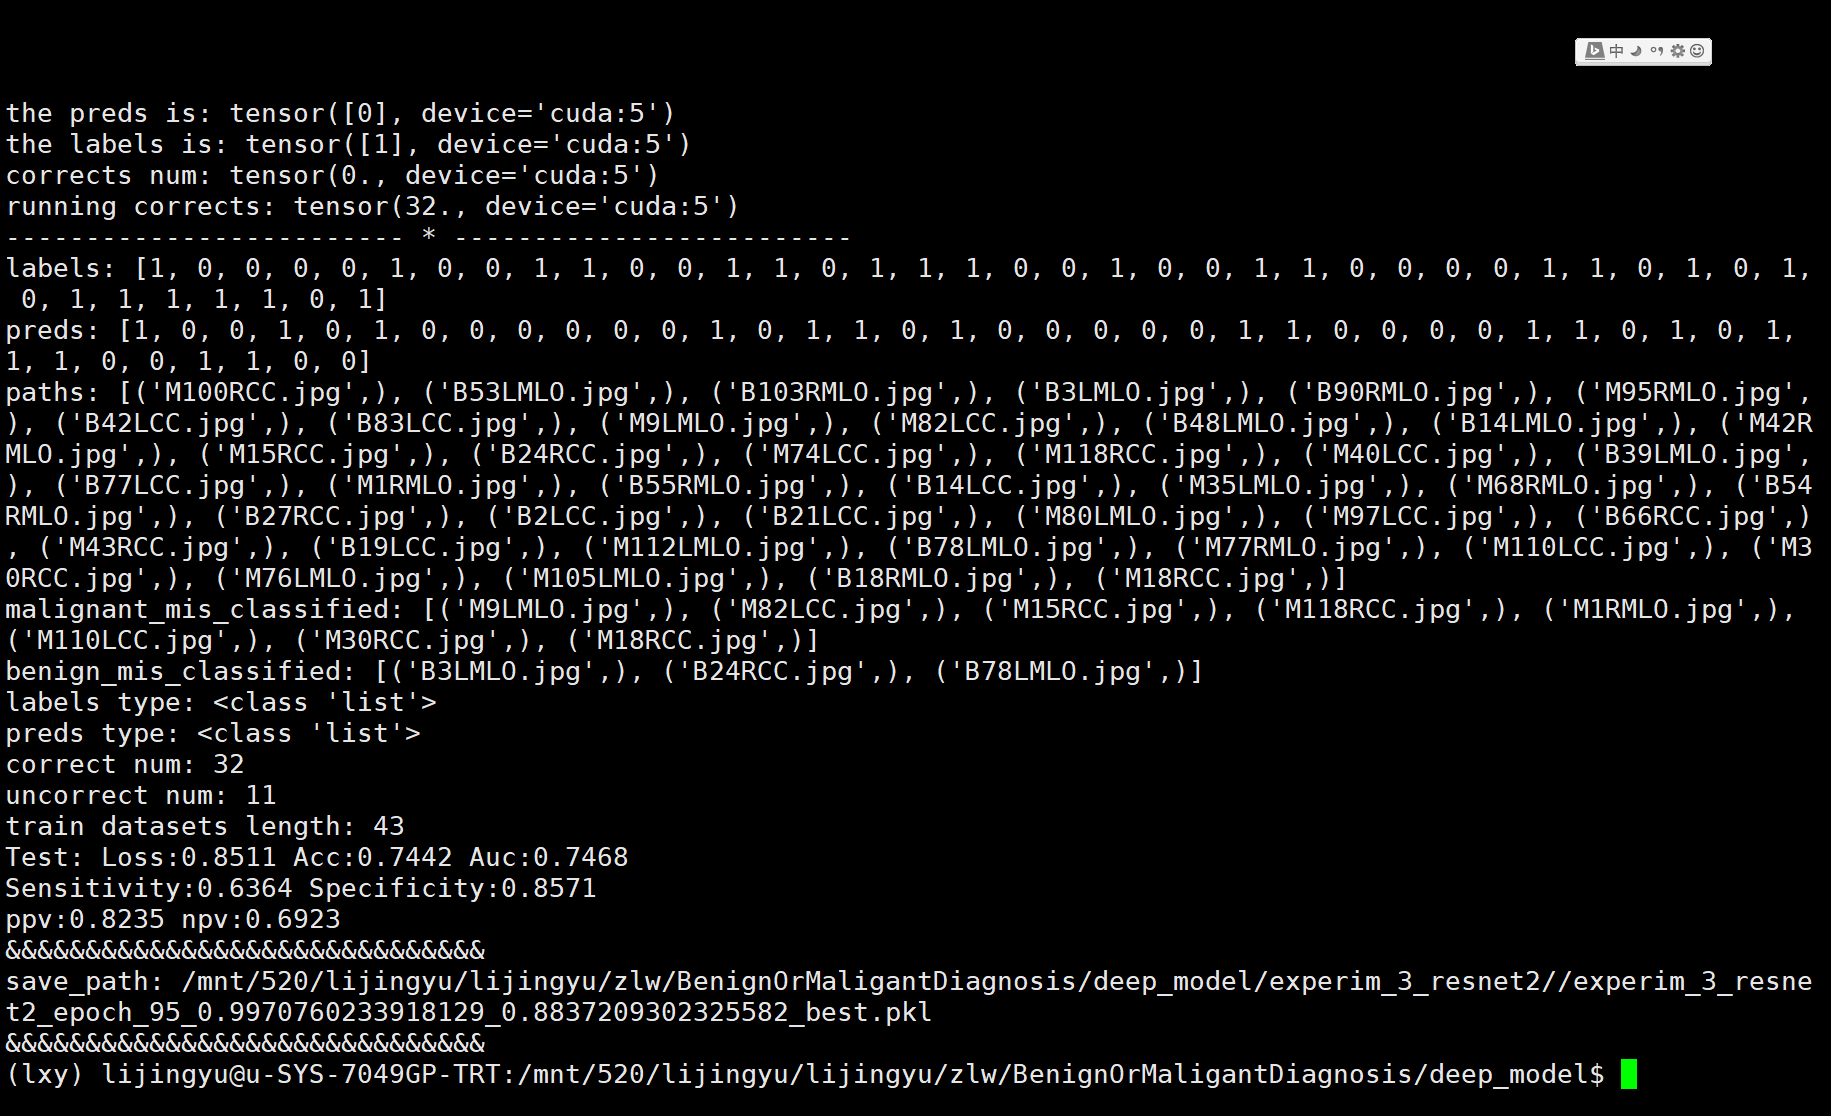 中
the preds is: tensor([0], device='cuda:5')
the labels is: tensor([1], device='cuda:5')
corrects num: tensor(0., device='cuda:5')
running corrects: tensor(32., device='cuda:5')
------------------------- * -------------------------
labels: [1, 0, 0, 0, 0, 1, 0, 0, 1, 1, 0, 0, 1, 1, 0, 1, 1, 1, 0, 0, 1, 0, 0, 1, 1, 0, 0, 0, 0, 1, 1, 0, 1, 0, 1,
 0, 1, 1, 1, 1, 1, 0, 1]
preds: [1, 0, 0, 1, 0, 1, 0, 0, 0, 0, 0, 0, 1, 0, 1, 1, 0, 1, 0, 0, 0, 0, 0, 1, 1, 0, 0, 0, 0, 1, 1, 0, 1, 0, 1,
1, 1, 0, 0, 1, 1, 0, 0]
paths: [('M100RCC.jpg',), ('B53LMLO.jpg',), ('B103RMLO.jpg',), ('B3LMLO.jpg',), ('B90RMLO.jpg',), ('M95RMLO.jpg',
), ('B42LCC.jpg',), ('B83LCC.jpg',), ('M9LMLO.jpg',), ('M82LCC.jpg',), ('B48LMLO.jpg',), ('B14LMLO.jpg',), ('M42R
MLO.jpg',), ('M15RCC.jpg',), ('B24RCC.jpg',), ('M74LCC.jpg',), ('M118RCC.jpg',), ('M40LCC.jpg',), ('B39LMLO.jpg',
), ('B77LCC.jpg',), ('M1RMLO.jpg',), ('B55RMLO.jpg',), ('B14LCC.jpg',), ('M35LMLO.jpg',), ('M68RMLO.jpg',), ('B54
RMLO.jpg',), ('B27RCC.jpg',), ('B2LCC.jpg',), ('B21LCC.jpg',), ('M80LMLO.jpg',), ('M97LCC.jpg',), ('B66RCC.jpg',)
, ('M43RCC.jpg',), ('B19LCC.jpg',), ('M112LMLO.jpg',), ('B78LMLO.jpg',), ('M77RMLO.jpg',), ('M110LCC.jpg',), ('M3
0RCC.jpg',), ('M76LMLO.jpg',), ('M105LMLO.jpg',), ('B18RMLO.jpg',), ('M18RCC.jpg',)]
malignant_mis_classified: [('M9LMLO.jpg',), ('M82LCC.jpg',), ('M15RCC.jpg',), ('M118RCC.jpg',), ('M1RMLO.jpg',),
('M110LCC.jpg',), ('M30RCC.jpg',), ('M18RCC.jpg',)]
benign_mis_classified: [('B3LMLO.jpg',), ('B24RCC.jpg',), ('B78LMLO.jpg',)]
labels type: <class 'list'>
preds type: <class 'list'>
correct num: 32
uncorrect num: 11
train datasets length: 43
Test: Loss:0.8511 Acc:0.7442 Auc:0.7468
Sensitivity:0.6364 Specificity:0.8571
ppv:0.8235 npv:0.6923
&&&&&&&&&&&&&&&&&&&&&&&&&&&&&&
save_path: /mnt/520/lijingyu/lijingyu/zlw/BenignOrMaligantDiagnosis/deep_model/experim_3_resnet2//experim_3_resne
t2_epoch_95_0.9970760233918129_0.8837209302325582_best.pkl
&&&&&&&&&&&&&&&&&&&&&&&&&&&&&&
(lxy) lijingyu@u-SYS-7049GP-TRT:/mnt/520/lijingyu/lijingyu/zlw/BenignOrMaligantDiagnosis/deep_model$